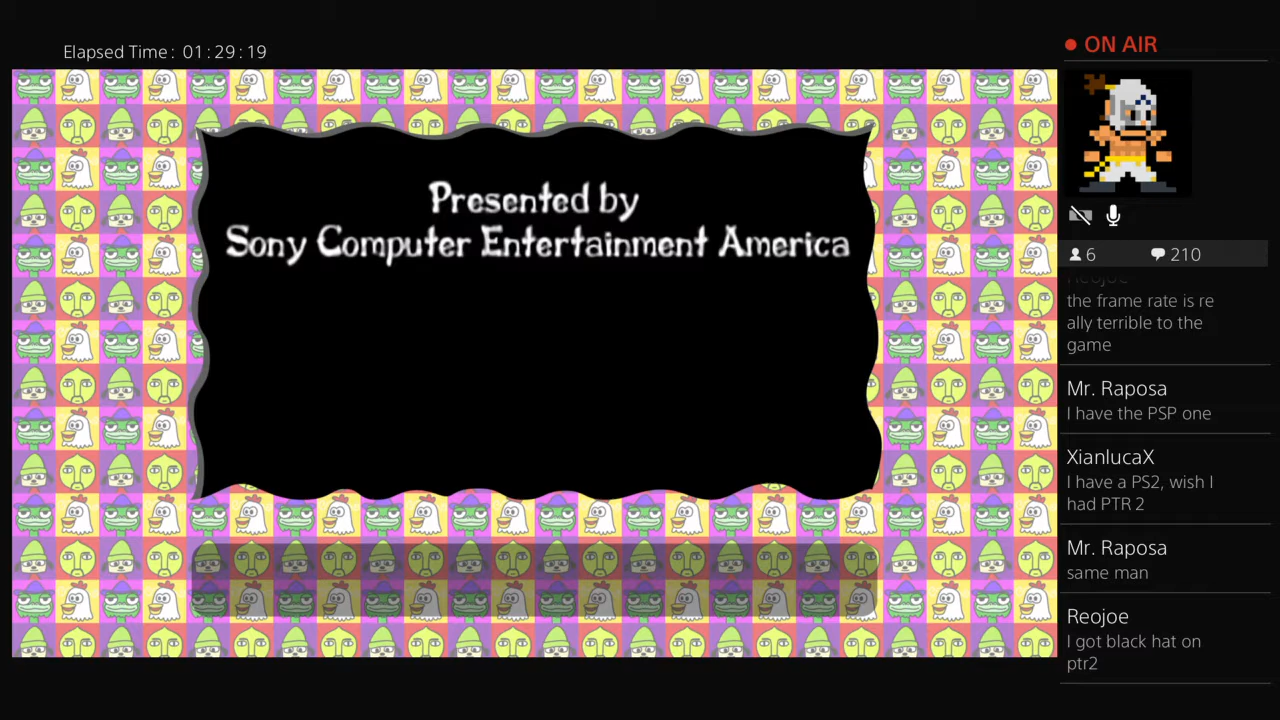 Elapsed Time: 01:29:19
ON AIR
Presented by
Sony Computer Entertainment America
6
210
Reojoe
the frame rate is re
ally terrible to the
game
Mr. Raposa
I have the PSP one
XianlucaX
I have a PS2, wish I
had PTR 2
Mr. Raposa
same man
Reojoe
I got black hat on
ptr2